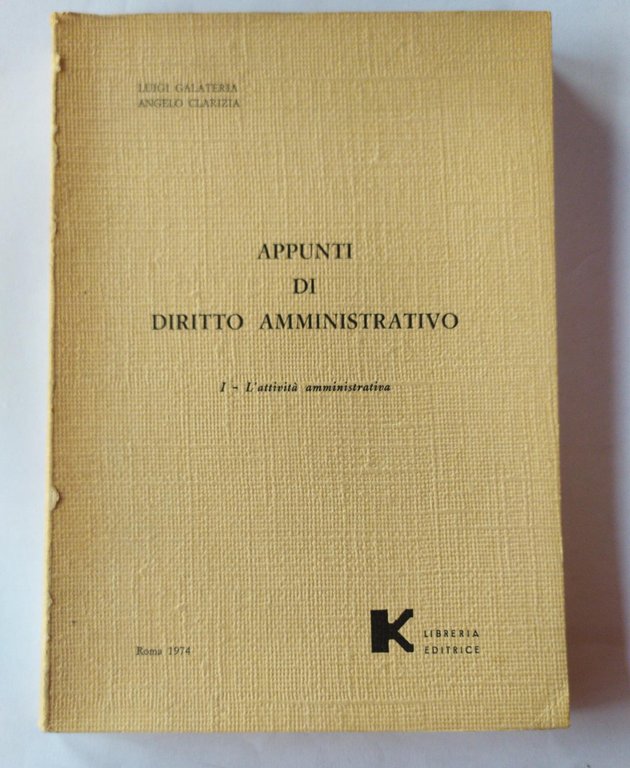 LUIGI GALATERIA
ANGELO CLARIZIA
APPUNTI
DI
DIRITTO AMMINISTRATIVO
I - L'attività amministrativa
Roma 1974
K LIBRERIA
EDITRICE